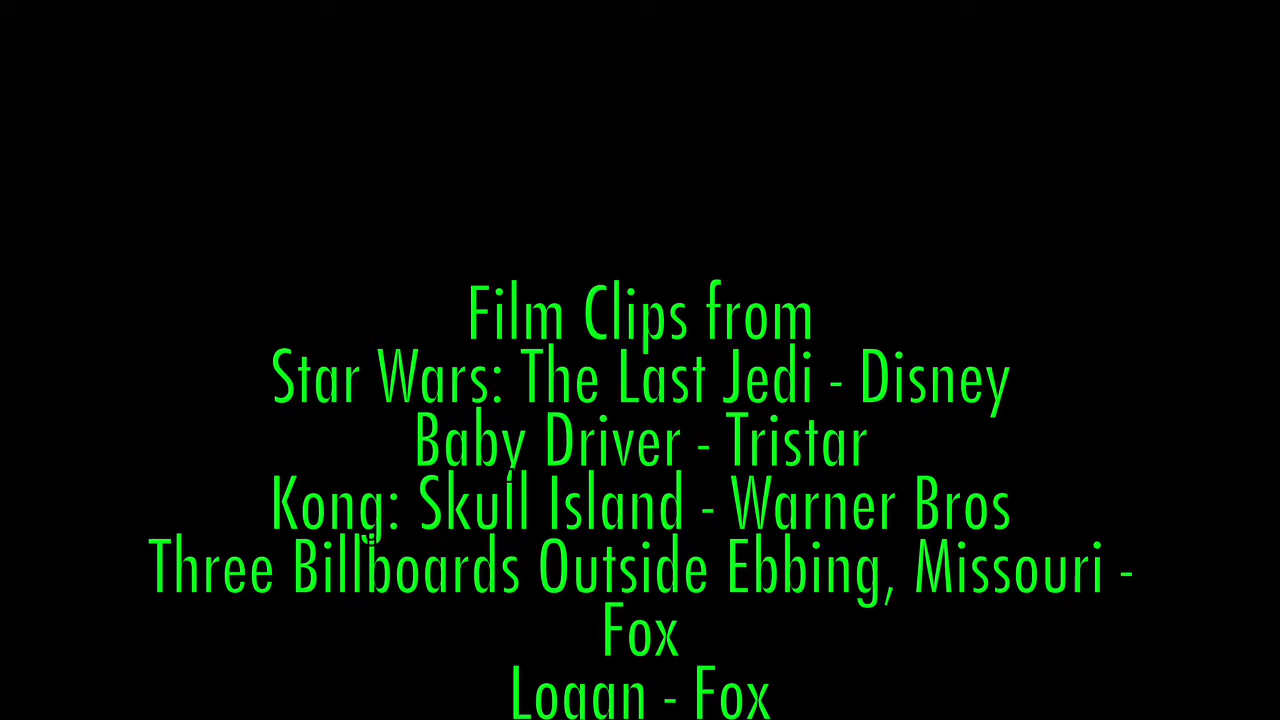 Film Clips from
Star Wars: The Last Jedi - Disney
Baby Driver - Tristar
Kong: Skull Island - Warner Bros
Three Billboards Outside Ebbing, Missouri -
Fox
Logan - Fox